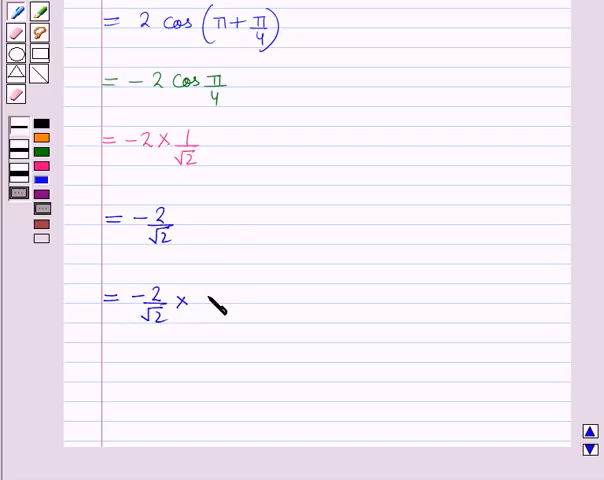 = 2 cos (π + π/4)
= - 2 cos π/4
= -2 × 1/√2
= -2/√2
= -2/√2 ×